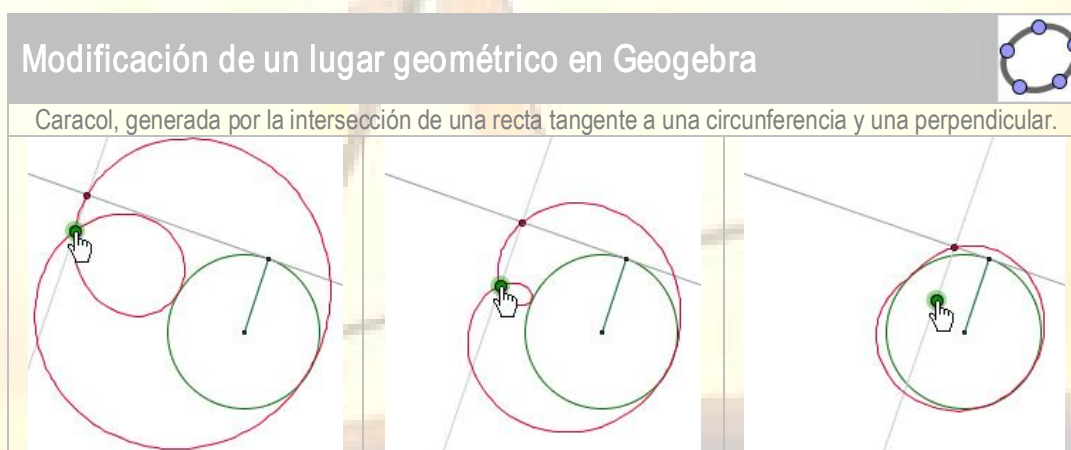 Modificación de un lugar geométrico en Geogebra
Caracol, generada por la intersección de una recta tangente a una circunferencia y una perpendicular.